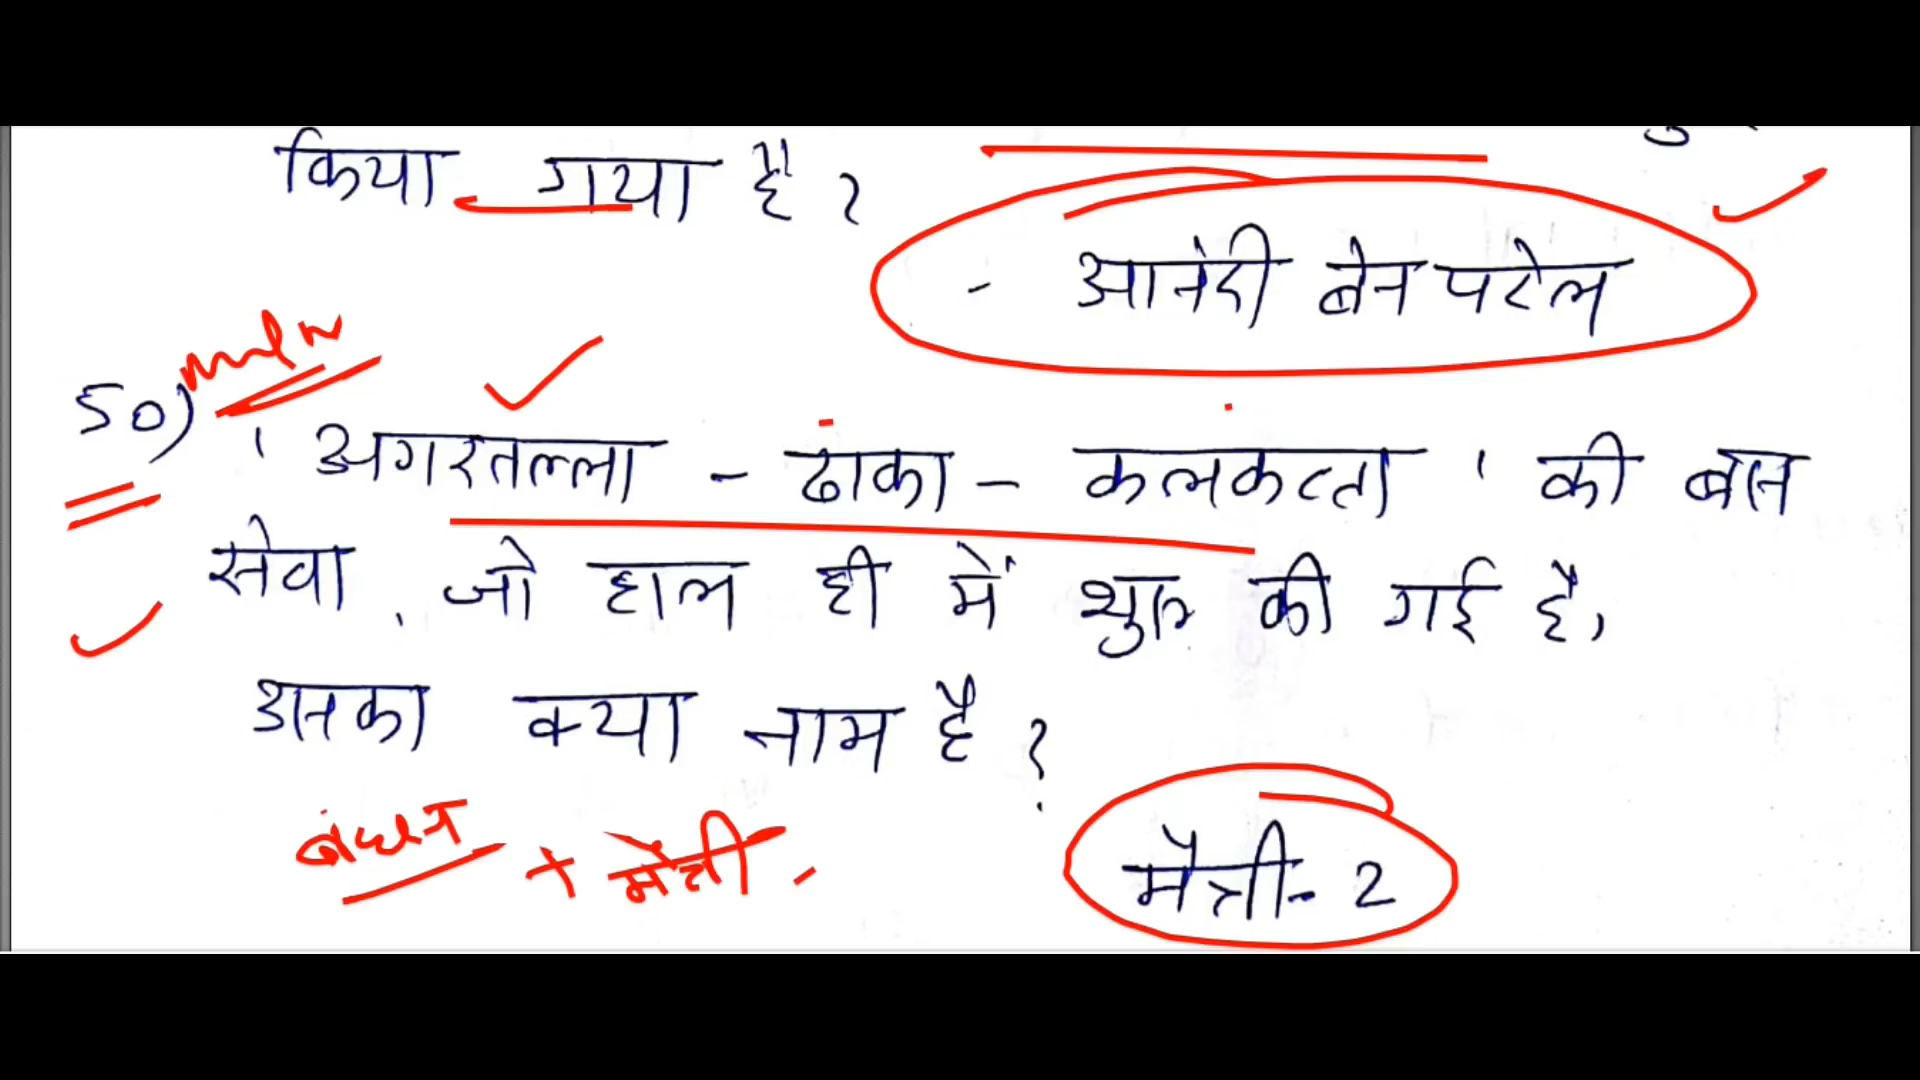 किया गया है ?
- आनंदी बेन पटेल
50) ' अगरतल्ला - ढाका - कलकत्ता ' की बस
सेवा, जो हाल ही में शुरु की गई है,
उसका क्या नाम है ?
बंधन + मैत्री -
मैत्री- 2